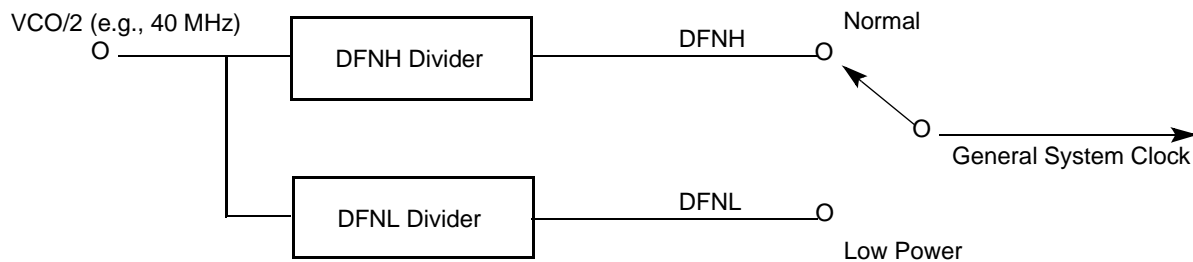 VCO/2 (e.g., 40 MHz)
O
DFNH Divider
DFNH
Normal
O
O
General System Clock
DFNL Divider
DFNL
O
Low Power